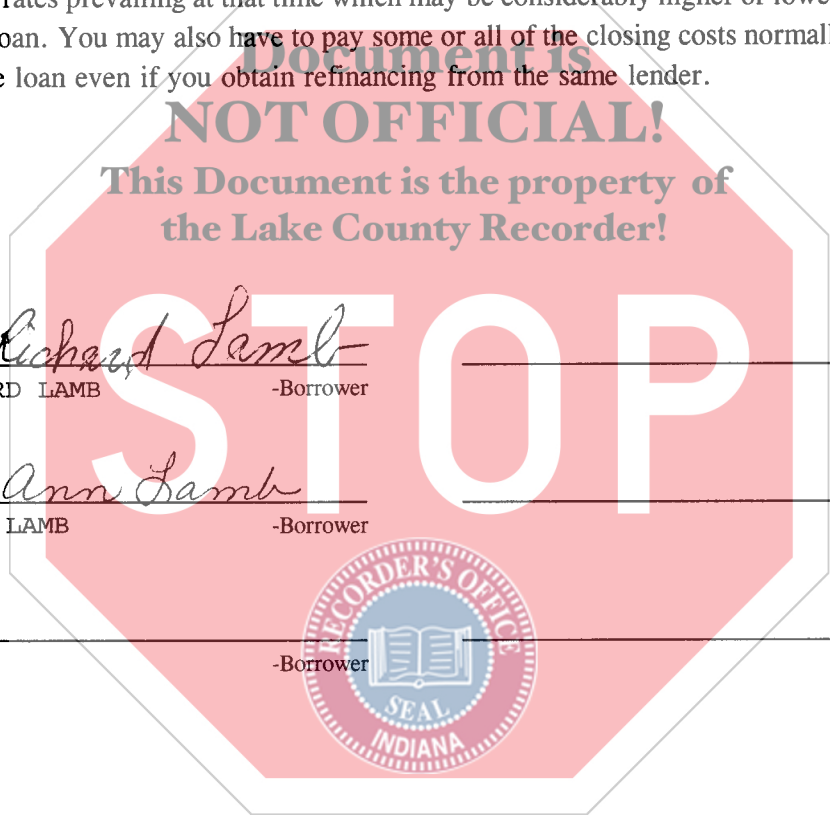 rates prevailing at that time which may be considerably higher or lowe
oan. You may also have to pay some or all of the closing costs normall
e loan even if you obtain refinancing from the same lender.
Document is
NOT OFFICIAL!
This Document is the property of
the Lake County Recorder!
STOP
Richard Lamb
RD LAMB -Borrower
Ann Lamb
LAMB -Borrower
-Borrower
RECORDER'S OFFICE
SEAL
INDIANA